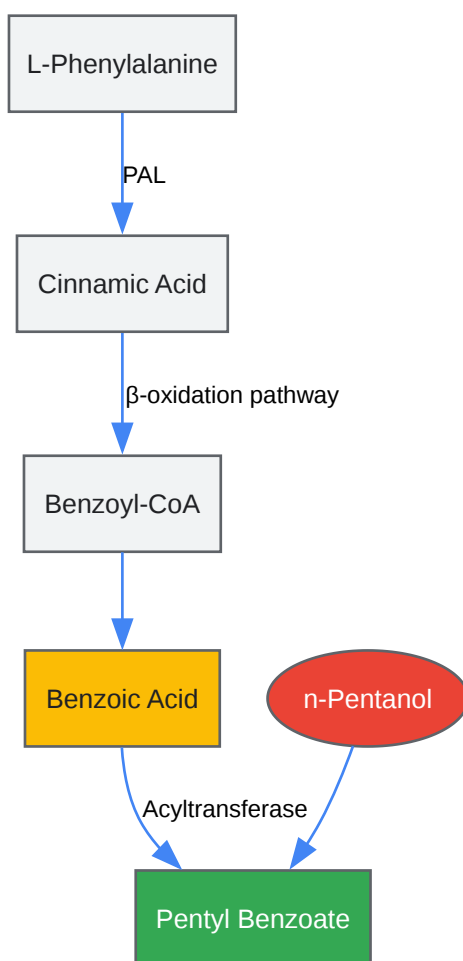 L-Phenylalanine
PAL
Cinnamic Acid
β-oxidation pathway
Benzoyl-CoA
Benzoic Acid
n-Pentanol
Acyltransferase
Pentyl Benzoate